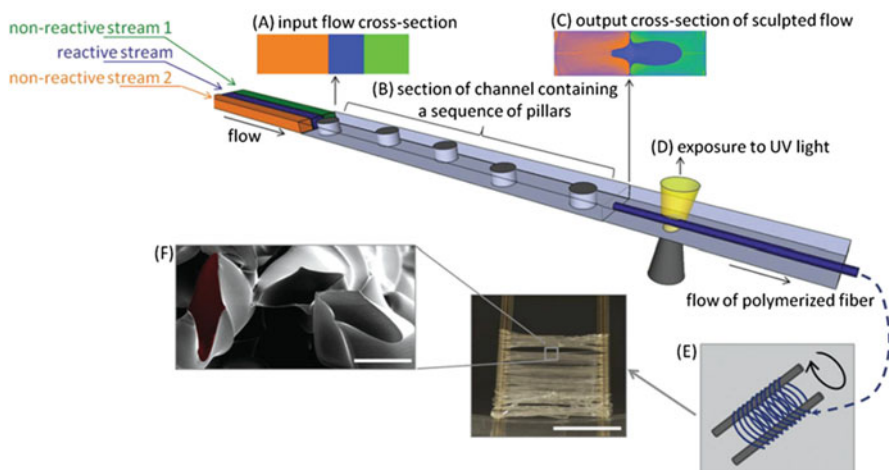 non-reactive stream 1
reactive stream
non-reactive stream 2
flow
(A) input flow cross-section
(B) section of channel containing
a sequence of pillars
(C) output cross-section of sculpted flow
(D) exposure to UV light
flow of polymerized fiber
(E)
(F)